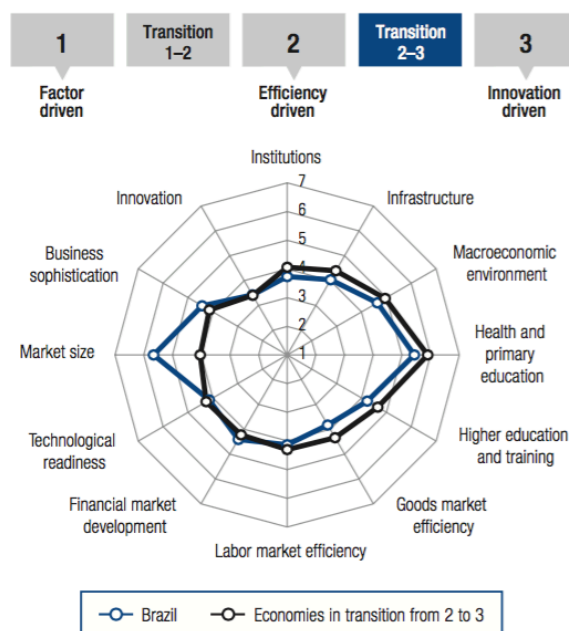 1
Transition
1–2
2
Transition
2–3
3
Factor
driven
Efficiency
driven
Innovation
driven
Institutions
Innovation
7
Infrastructure
6
Business
sophistication
5
Macroeconomic
environment
4
3
Market size
2
1
Health and
primary
education
Technological
readiness
Higher education
and training
Financial market
development
Goods market
efficiency
Labor market efficiency
Brazil
Economies in transition from 2 to 3